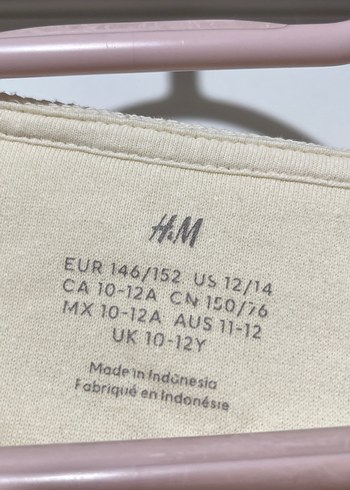 H&M
EUR 146/152 US 12/14
CA 10-12A CN 150/76
MX 10-12A AUS 11-12
UK 10-12Y
Made in Indonesia
Fabriqué en Indonésie